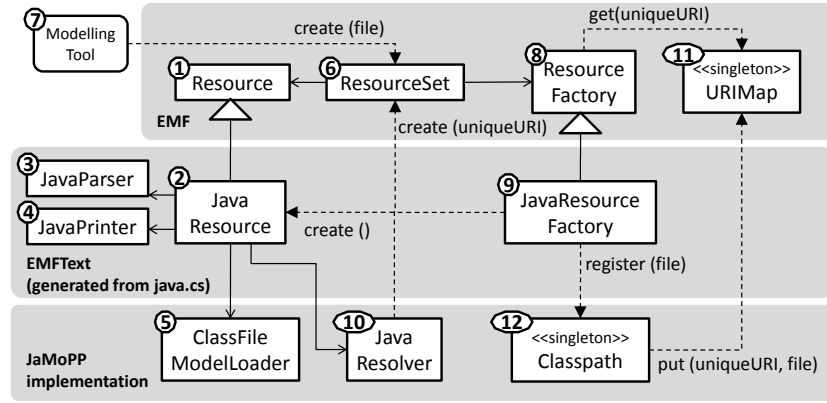 7
Modelling
Tool
create (file)
get(uniqueURI)
1
Resource
6
ResourceSet
8
Resource
Factory
11
<<singleton>>
URIMap
EMF
create (uniqueURI)
3
JavaParser
4
JavaPrinter
2
Java
Resource
create ()
9
JavaResource
Factory
register (file)
EMFText
(generated from java.cs)
5
ClassFile
ModelLoader
10
Java
Resolver
12
<<singleton>>
Classpath
put (uniqueURI, file)
JaMoPP
implementation